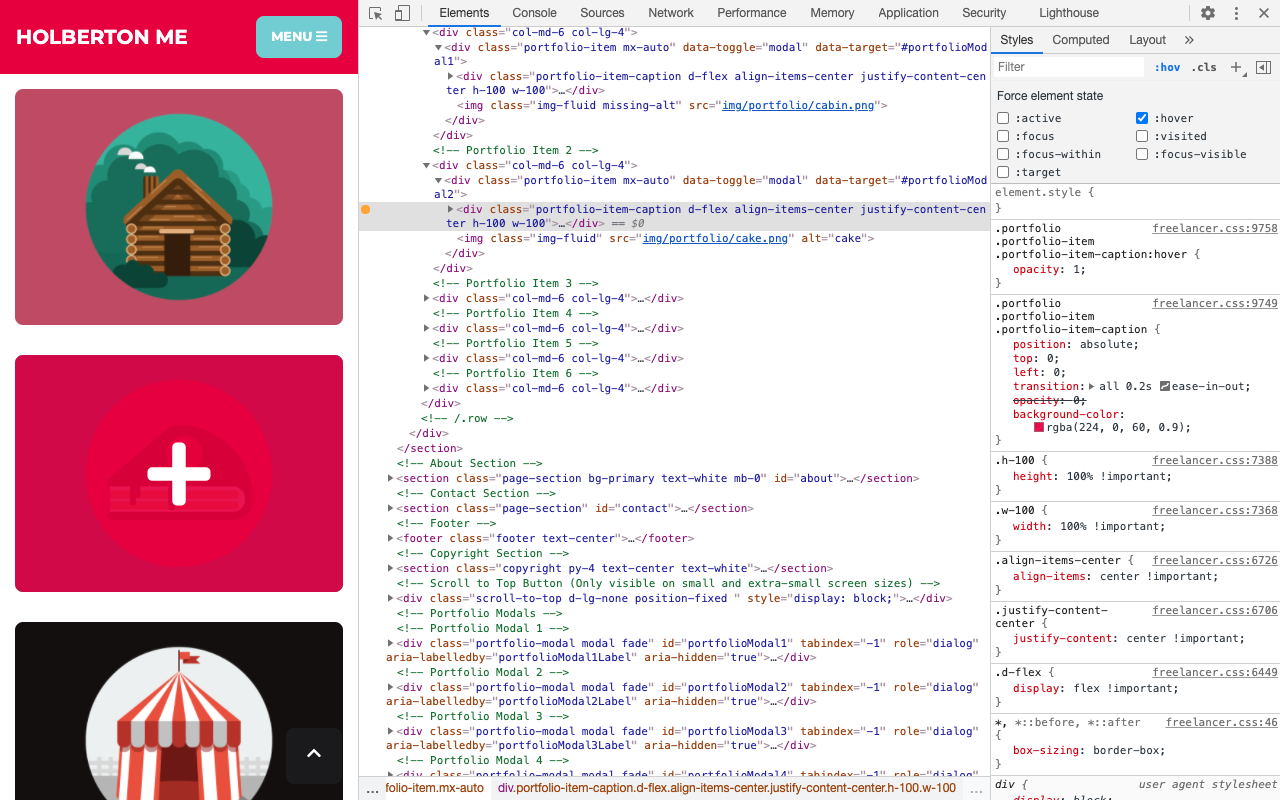 HOLBERTON ME
MENU ☰
Elements
Console
Sources
Network
Performance
Memory
Application
Security
Lighthouse
<div class="col-md-6 col-lg-4">
<div class="portfolio-item mx-auto" data-toggle="modal" data-target="#portfolioMod
al1">
<div class="portfolio-item-caption d-flex align-items-center justify-content-cen
ter h-100 w-100">…</div>
<img class="img-fluid missing-alt" src="img/portfolio/cabin.png">
</div>
</div>
<!-- Portfolio Item 2 -->
<div class="col-md-6 col-lg-4">
<div class="portfolio-item mx-auto" data-toggle="modal" data-target="#portfolioMod
al2">
<div class="portfolio-item-caption d-flex align-items-center justify-content-cen
ter h-100 w-100">…</div> == $0
<img class="img-fluid" src="img/portfolio/cake.png" alt="cake">
</div>
</div>
<!-- Portfolio Item 3 -->
<div class="col-md-6 col-lg-4">…</div>
<!-- Portfolio Item 4 -->
<div class="col-md-6 col-lg-4">…</div>
<!-- Portfolio Item 5 -->
<div class="col-md-6 col-lg-4">…</div>
<!-- Portfolio Item 6 -->
<div class="col-md-6 col-lg-4">…</div>
</div>
<!-- /.row -->
</div>
</section>
<!-- About Section -->
<section class="page-section bg-primary text-white mb-0" id="about">…</section>
<!-- Contact Section -->
<section class="page-section" id="contact">…</section>
<!-- Footer -->
<footer class="footer text-center">…</footer>
<!-- Copyright Section -->
<section class="copyright py-4 text-center text-white">…</section>
<!-- Scroll to Top Button (Only visible on small and extra-small screen sizes) -->
<div class="scroll-to-top d-lg-none position-fixed " style="display: block;">…</div>
<!-- Portfolio Modals -->
<!-- Portfolio Modal 1 -->
<div class="portfolio-modal modal fade" id="portfolioModal1" tabindex="-1" role="dialog"
aria-labelledby="portfolioModal1Label" aria-hidden="true">…</div>
<!-- Portfolio Modal 2 -->
<div class="portfolio-modal modal fade" id="portfolioModal2" tabindex="-1" role="dialog"
aria-labelledby="portfolioModal2Label" aria-hidden="true">…</div>
<!-- Portfolio Modal 3 -->
<div class="portfolio-modal modal fade" id="portfolioModal3" tabindex="-1" role="dialog"
aria-labelledby="portfolioModal3Label" aria-hidden="true">…</div>
<!-- Portfolio Modal 4 -->
<div class="portfolio-modal modal fade" id="portfolioModal4" tabindex="-1" role="dialog"
… folio-item.mx-auto div.portfolio-item-caption.d-flex.align-items-center.justify-content-center.h-100.w-100 …
Styles
Computed
Layout
»
Filter
:hov
.cls
+
Force element state
:active
:hover
:focus
:visited
:focus-within
:focus-visible
:target
element.style {
}
.portfolio freelancer.css:9758
.portfolio-item
.portfolio-item-caption:hover {
opacity: 1;
}
.portfolio freelancer.css:9749
.portfolio-item
.portfolio-item-caption {
position: absolute;
top: 0;
left: 0;
transition: all 0.2s ease-in-out;
opacity: 0;
background-color:
rgba(224, 0, 60, 0.9);
}
.h-100 { freelancer.css:7388
height: 100% !important;
}
.w-100 { freelancer.css:7368
width: 100% !important;
}
.align-items-center { freelancer.css:6726
align-items: center !important;
}
.justify-content- freelancer.css:6706
center {
justify-content: center !important;
}
.d-flex { freelancer.css:6449
display: flex !important;
}
*, *::before, *::after freelancer.css:46
{
box-sizing: border-box;
}
div { user agent stylesheet
display: block;